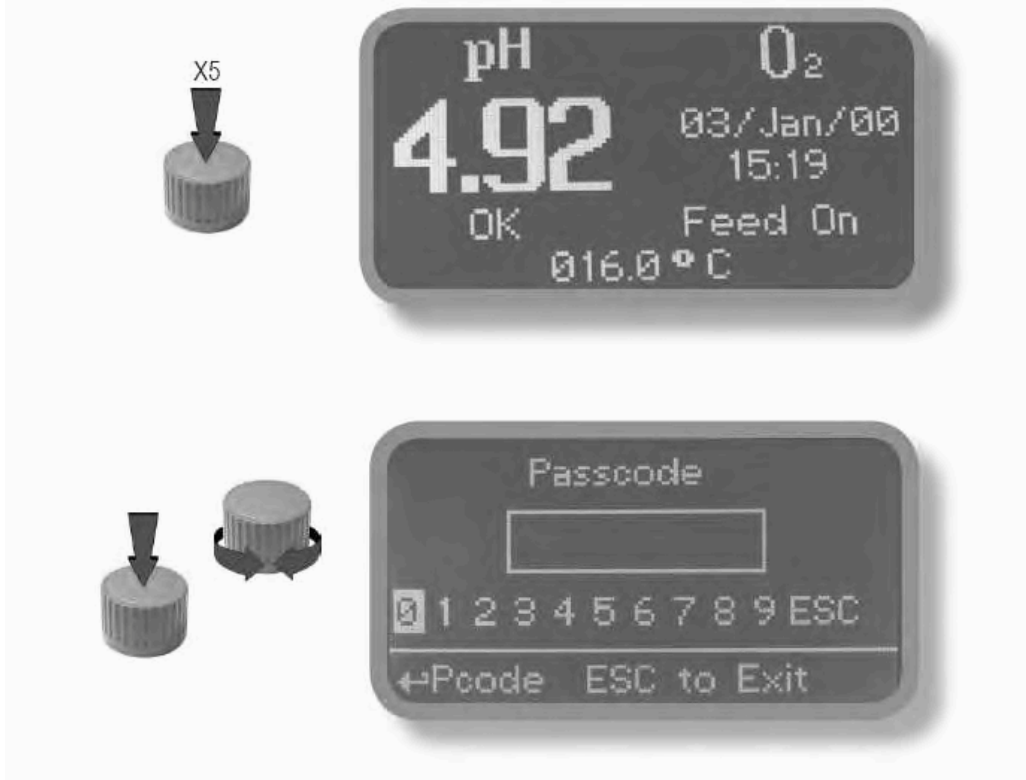 X5
pH O₂
4.92
03/Jan/00
15:19
OK Feed On
016.0 °C
Passcode
0 1 2 3 4 5 6 7 8 9 ESC
↩Pcode ESC to Exit